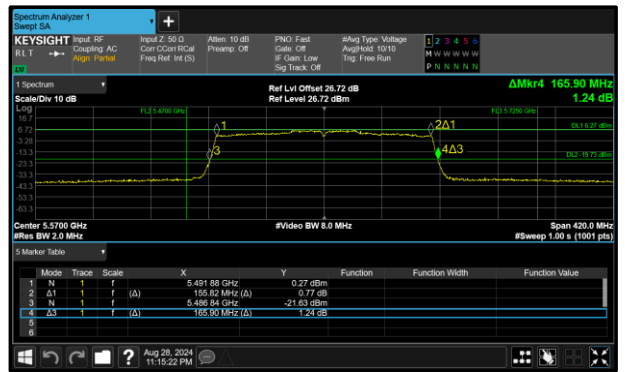 Spectrum Analyzer 1
Swept SA
+
KEYSIGHT Input: RF Input Z: 50 Ω Atten: 10 dB PNO: Fast #Avg Type: Voltage 1 2 3 4 5 6
RLT Coupling: AC Corr CCorr RCal Preamp: Off Gate: Off Avg|Hold: 10/10 M W W W W W
Align: Partial Freq Ref: Int (S) IF Gain: Low Trig: Free Run P N N N N N
Sig Track: Off
1 Spectrum Ref Lvl Offset 26.72 dB ΔMkr4 165.90 MHz
Scale/Div 10 dB Ref Level 26.72 dBm 1.24 dB
Log FL2 5.4700 GHz FL3 5.7250 GHz
16.7
6.72 1 2Δ1 DL1 6.27 dBm
-3.28
-13.3 3 4Δ3 DL2 -19.73 dBm
-23.3
-33.3
-43.3
-53.3
-63.3
Center 5.5700 GHz #Video BW 8.0 MHz Span 420.0 MHz
#Res BW 2.0 MHz #Sweep 1.00 s (1001 pts)
5 Marker Table
Mode Trace Scale X Y Function Function Width Function Value
1 N 1 f 5.491 88 GHz 0.27 dBm
2 Δ1 1 f (Δ) 155.82 MHz (Δ) 0.77 dB
3 N 1 f 5.486 84 GHz -21.63 dBm
4 Δ3 1 f (Δ) 165.90 MHz (Δ) 1.24 dB
5
6
? Aug 28, 2024
11:15:22 PM